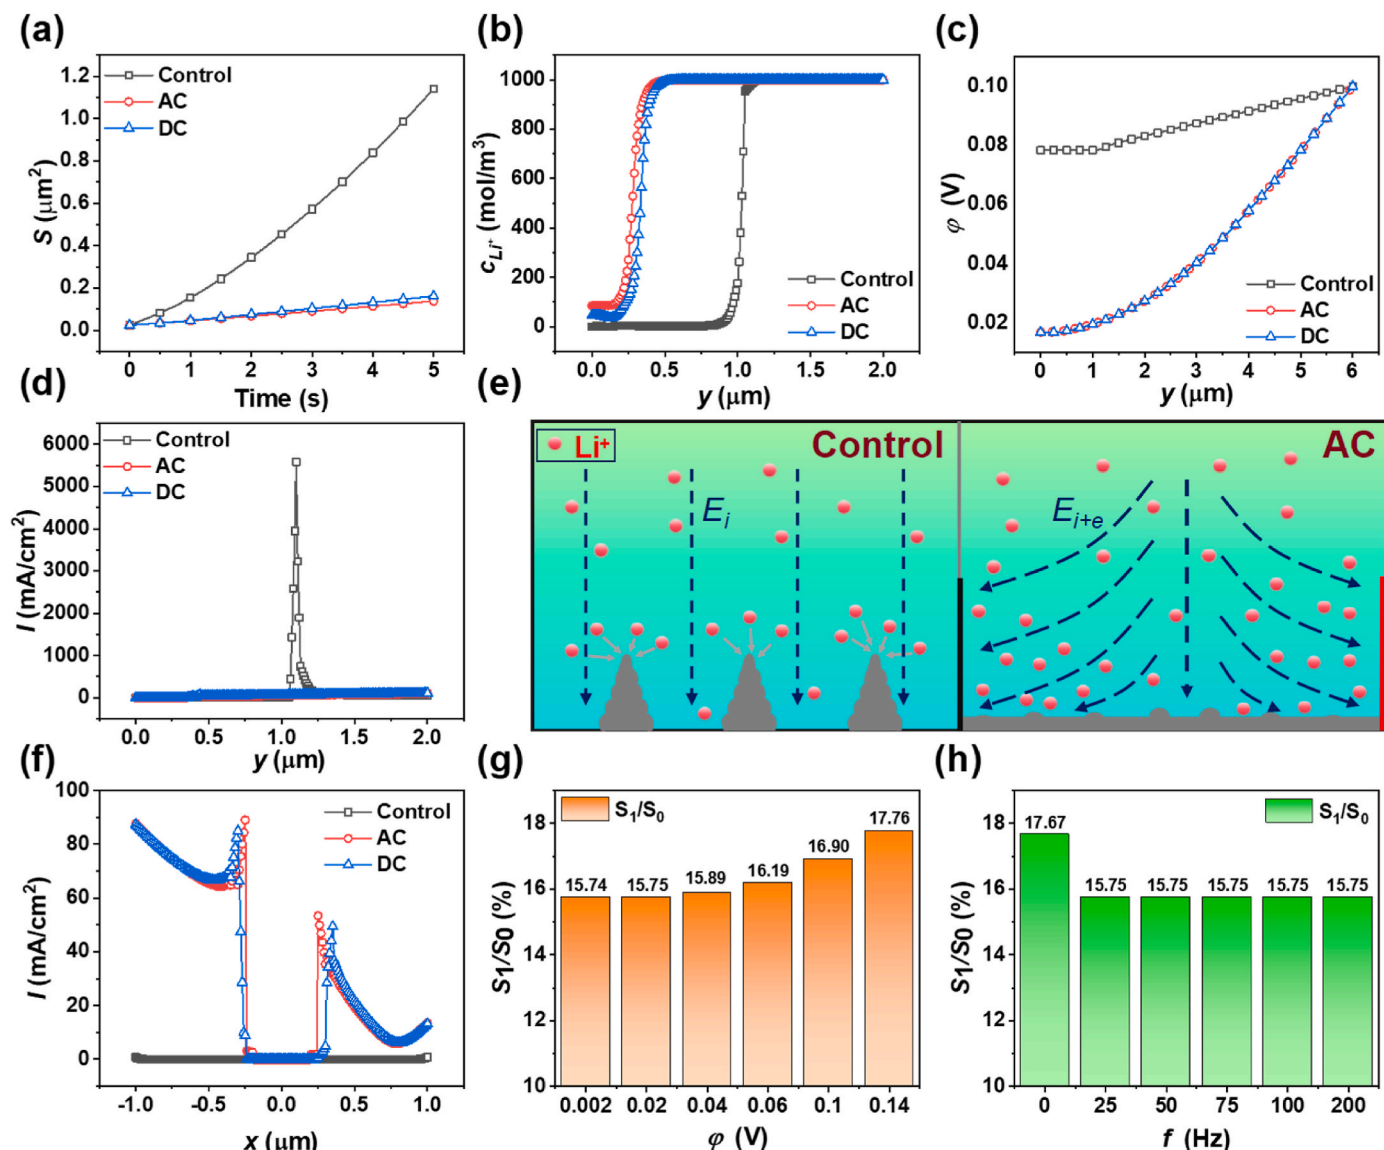 (a)
Control
AC
DC
S (μm²)
1.2
1.0
0.8
0.6
0.4
0.2
0.0
0 1 2 3 4 5
Time (s)
(b)
c_Li⁺ (mol/m³)
1000
800
600
400
200
0
Control
AC
DC
0.0 0.5 1.0 1.5 2.0
y (μm)
(c)
φ (V)
0.10
0.08
0.06
0.04
0.02
Control
AC
DC
0 1 2 3 4 5 6
y (μm)
(d)
Control
AC
DC
I (mA/cm²)
6000
5000
4000
3000
2000
1000
0
0.0 0.5 1.0 1.5 2.0
y (μm)
(e)
Li⁺
Control
AC
E_i
E_i+e
(f)
Control
AC
DC
I (mA/cm²)
100
80
60
40
20
0
-1.0 -0.5 0.0 0.5 1.0
x (μm)
(g)
S₁/S₀
S₁/S₀ (%)
18
16
14
12
10
15.74 15.75 15.89 16.19 16.90 17.76
0.002 0.02 0.04 0.06 0.1 0.14
φ (V)
(h)
S₁/S₀
S₁/S₀ (%)
18
16
14
12
10
17.67 15.75 15.75 15.75 15.75 15.75
0 25 50 75 100 200
f (Hz)